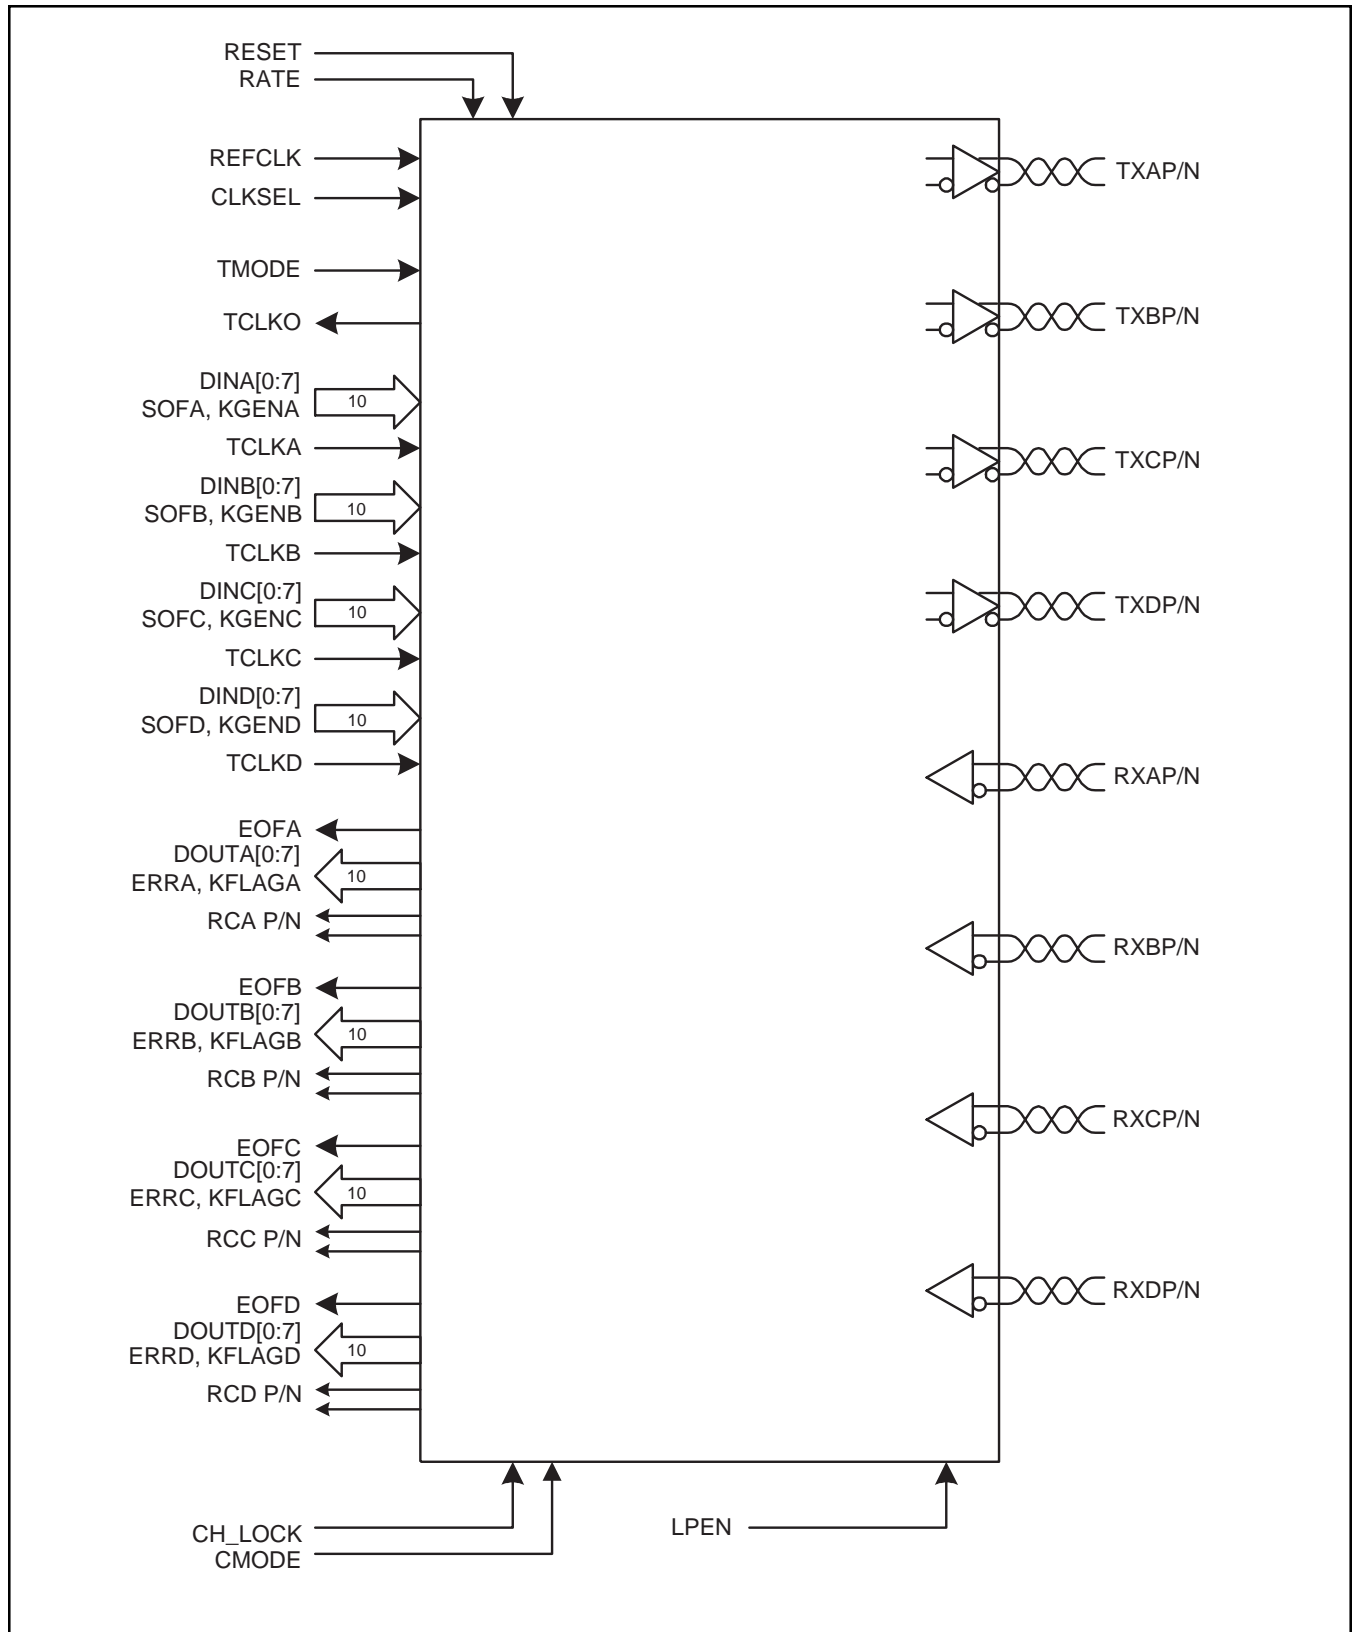 RESET
RATE
REFCLK
CLKSEL
TMODE
TCLKO
DINA[0:7]
SOFA, KGENA
10
TCLKA
DINB[0:7]
SOFB, KGENB
10
TCLKB
DINC[0:7]
SOFC, KGENC
10
TCLKC
DIND[0:7]
SOFD, KGEND
10
TCLKD
EOFA
DOUTA[0:7]
ERRA, KFLAGA
10
RCA P/N
EOFB
DOUTB[0:7]
ERRB, KFLAGB
10
RCB P/N
EOFC
DOUTC[0:7]
ERRC, KFLAGC
10
RCC P/N
EOFD
DOUTD[0:7]
ERRD, KFLAGD
10
RCD P/N
CH_LOCK
CMODE
LPEN
TXAP/N
TXBP/N
TXCP/N
TXDP/N
RXAP/N
RXBP/N
RXCP/N
RXDP/N